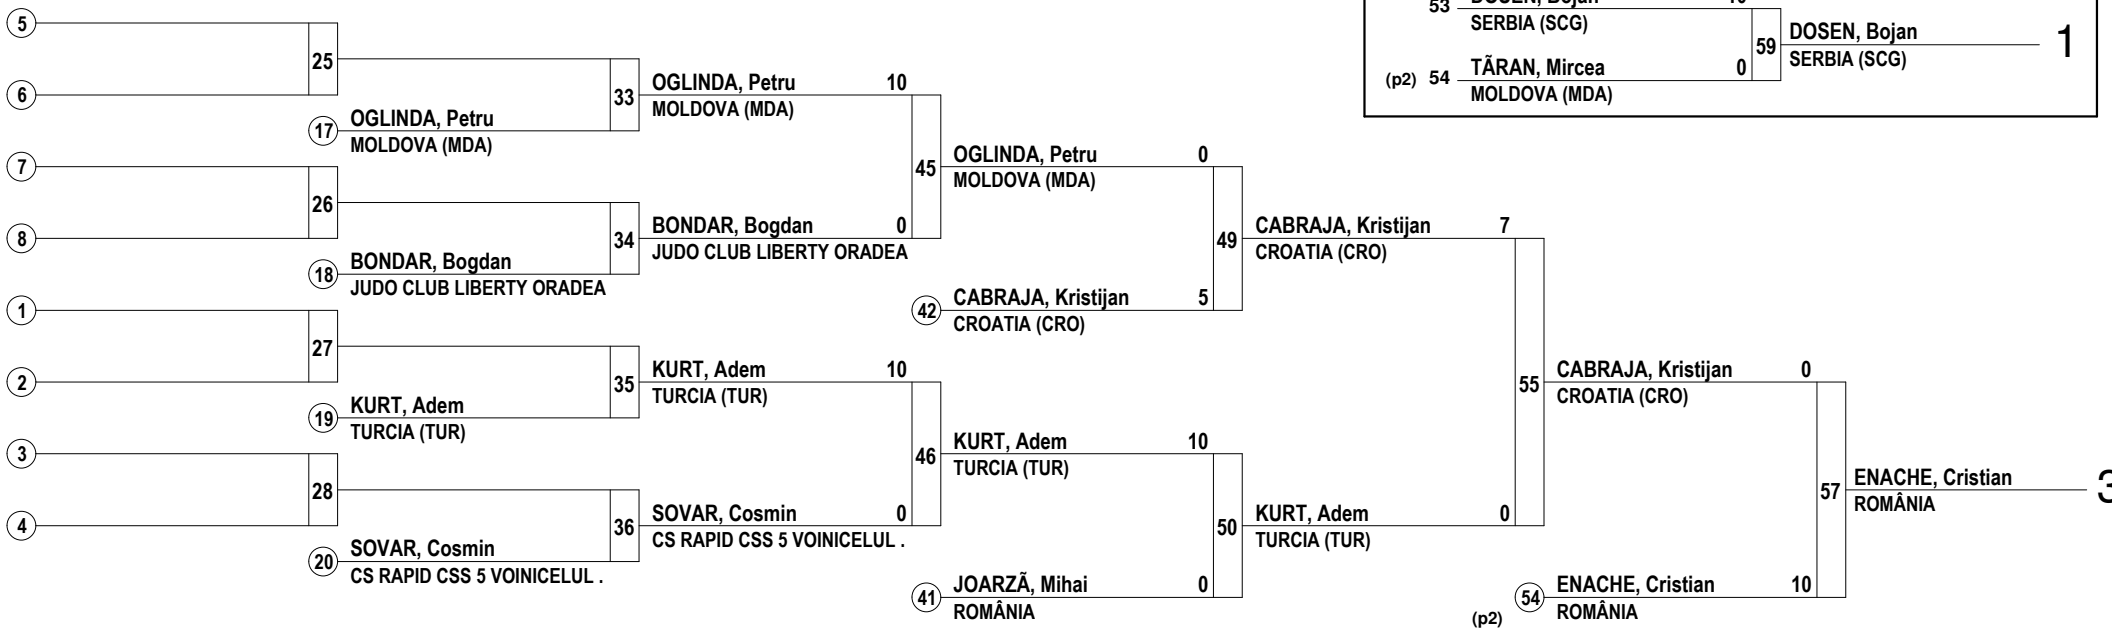 53 DOSEN, Bojan 10
SERBIA (SCG)
59 DOSEN, Bojan 1
SERBIA (SCG)
(p2) 54 TÃRAN, Mircea 0
MOLDOVA (MDA)
5
25
6
33 OGLINDA, Petru 10
MOLDOVA (MDA)
17 OGLINDA, Petru
MOLDOVA (MDA)
7
45 OGLINDA, Petru 0
MOLDOVA (MDA)
26
8
34 BONDAR, Bogdan 0
JUDO CLUB LIBERTY ORADEA
49 CABRAJA, Kristijan 7
CROATIA (CRO)
18 BONDAR, Bogdan
JUDO CLUB LIBERTY ORADEA
1
42 CABRAJA, Kristijan 5
CROATIA (CRO)
27
2
35 KURT, Adem 10
TURCIA (TUR)
55 CABRAJA, Kristijan 0
CROATIA (CRO)
19 KURT, Adem
TURCIA (TUR)
3
46 KURT, Adem 10
TURCIA (TUR)
28
57 ENACHE, Cristian 3
ROMÂNIA
4
36 SOVAR, Cosmin 0
CS RAPID CSS 5 VOINICELUL .
50 KURT, Adem 0
TURCIA (TUR)
20 SOVAR, Cosmin
CS RAPID CSS 5 VOINICELUL .
41 JOARZÃ, Mihai 0
ROMÂNIA
(p2) 54 ENACHE, Cristian 10
ROMÂNIA